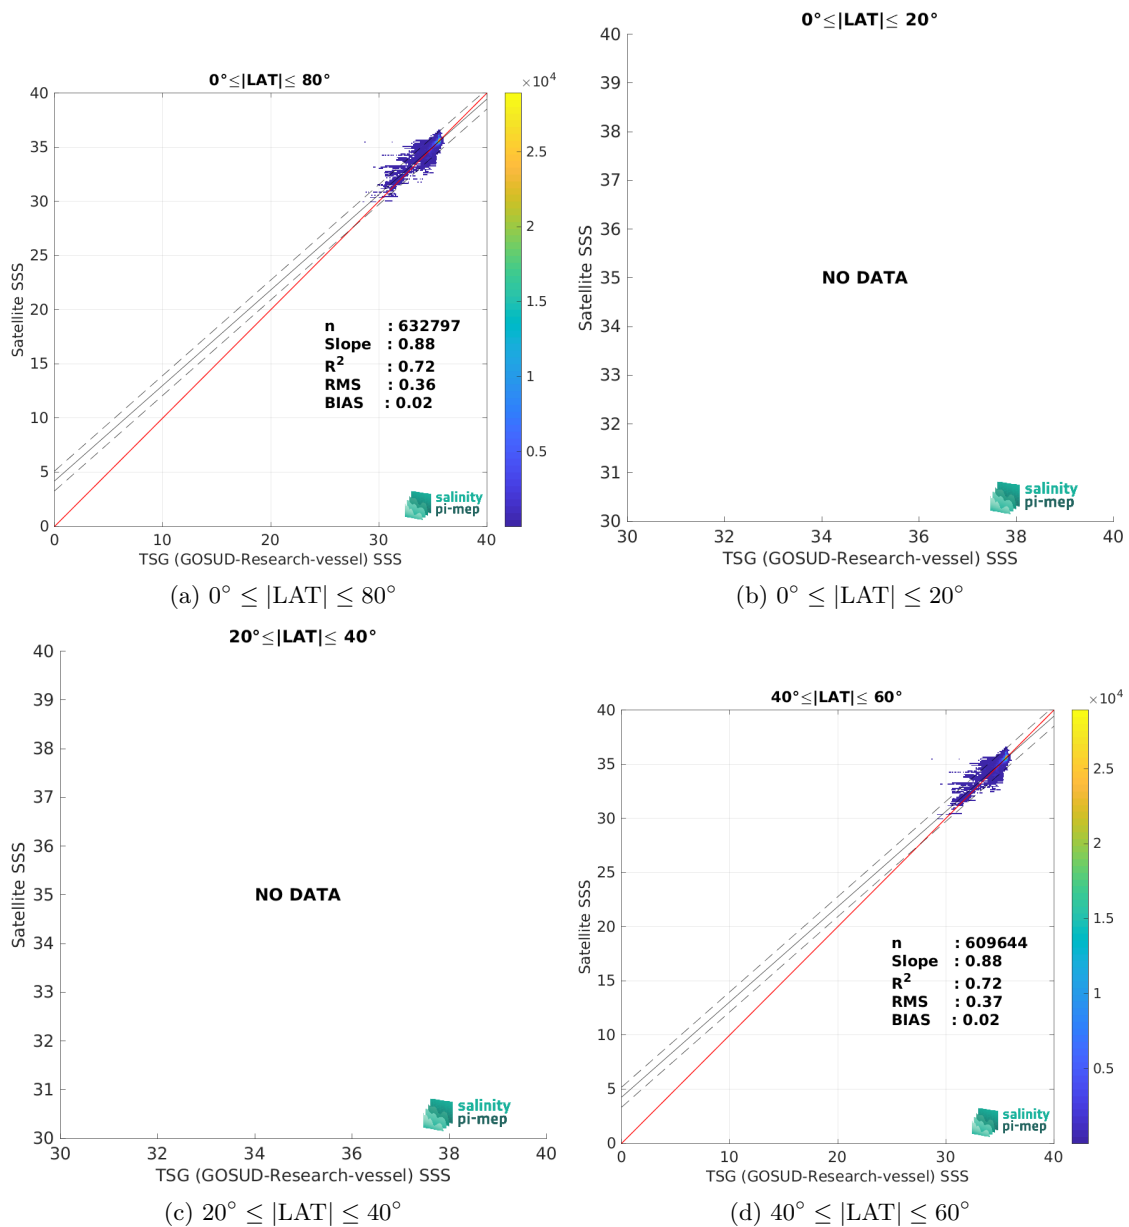 0°≤|LAT|≤ 80°
×10⁴
40
35
30
25
20
15
10
5
0
0
10
20
30
40
2.5
2
1.5
1
0.5
Satellite SSS
TSG (GOSUD-Research-vessel) SSS
n : 632797
Slope : 0.88
R² : 0.72
RMS : 0.36
BIAS : 0.02
salinity
pi-mep
(a) 0° ≤ |LAT| ≤ 80°
0°≤|LAT|≤ 20°
40
39
38
37
36
35
34
33
32
31
30
30
32
34
36
38
40
Satellite SSS
TSG (GOSUD-Research-vessel) SSS
NO DATA
salinity
pi-mep
(b) 0° ≤ |LAT| ≤ 20°
20°≤|LAT|≤ 40°
40
39
38
37
36
35
34
33
32
31
30
30
32
34
36
38
40
Satellite SSS
TSG (GOSUD-Research-vessel) SSS
NO DATA
salinity
pi-mep
(c) 20° ≤ |LAT| ≤ 40°
40°≤|LAT|≤ 60°
×10⁴
40
35
30
25
20
15
10
5
0
0
10
20
30
40
2.5
2
1.5
1
0.5
Satellite SSS
TSG (GOSUD-Research-vessel) SSS
n : 609644
Slope : 0.88
R² : 0.72
RMS : 0.37
BIAS : 0.02
salinity
pi-mep
(d) 40° ≤ |LAT| ≤ 60°